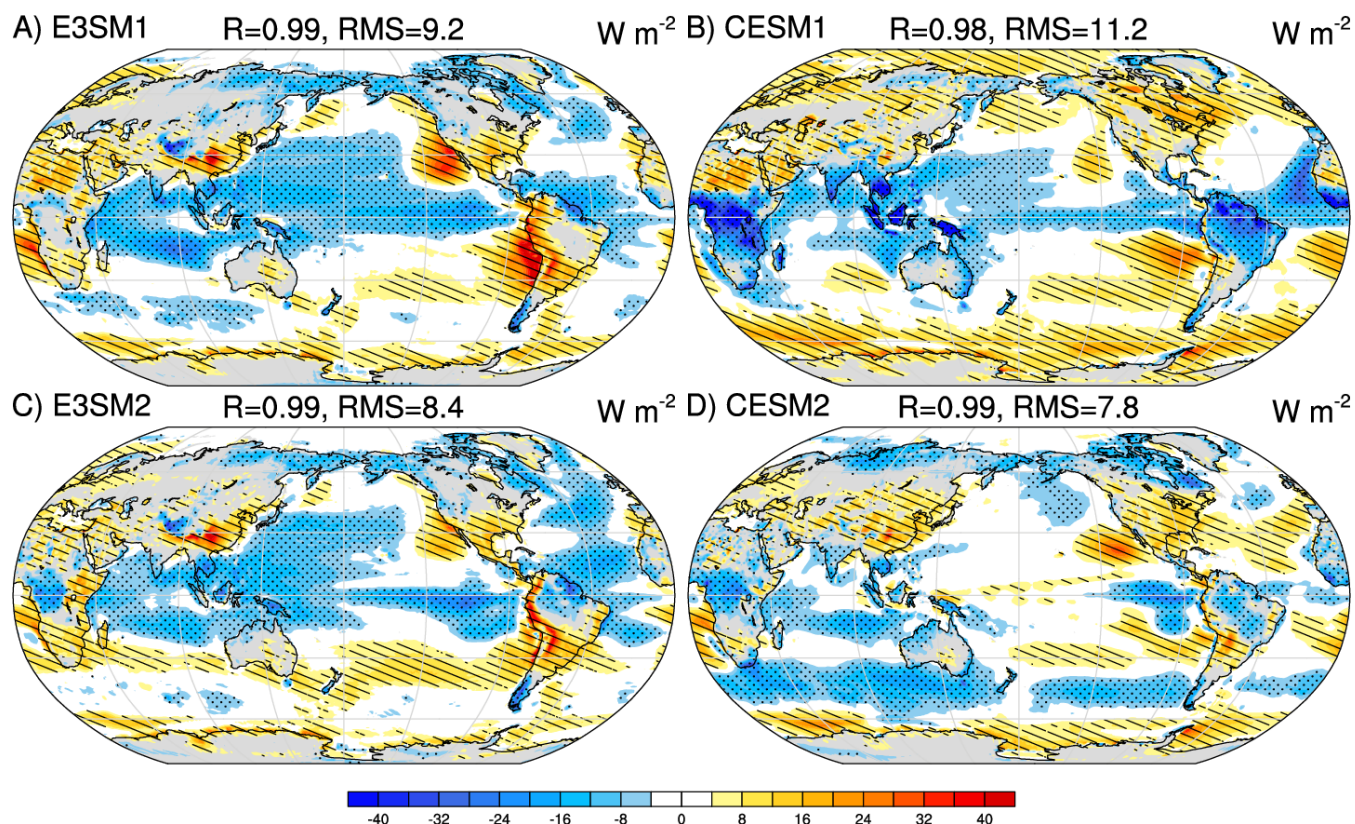 A) E3SM1 R=0.99, RMS=9.2 W m-2
B) CESM1 R=0.98, RMS=11.2 W m-2
C) E3SM2 R=0.99, RMS=8.4 W m-2
D) CESM2 R=0.99, RMS=7.8 W m-2
-40 -32 -24 -16 -8 0 8 16 24 32 40